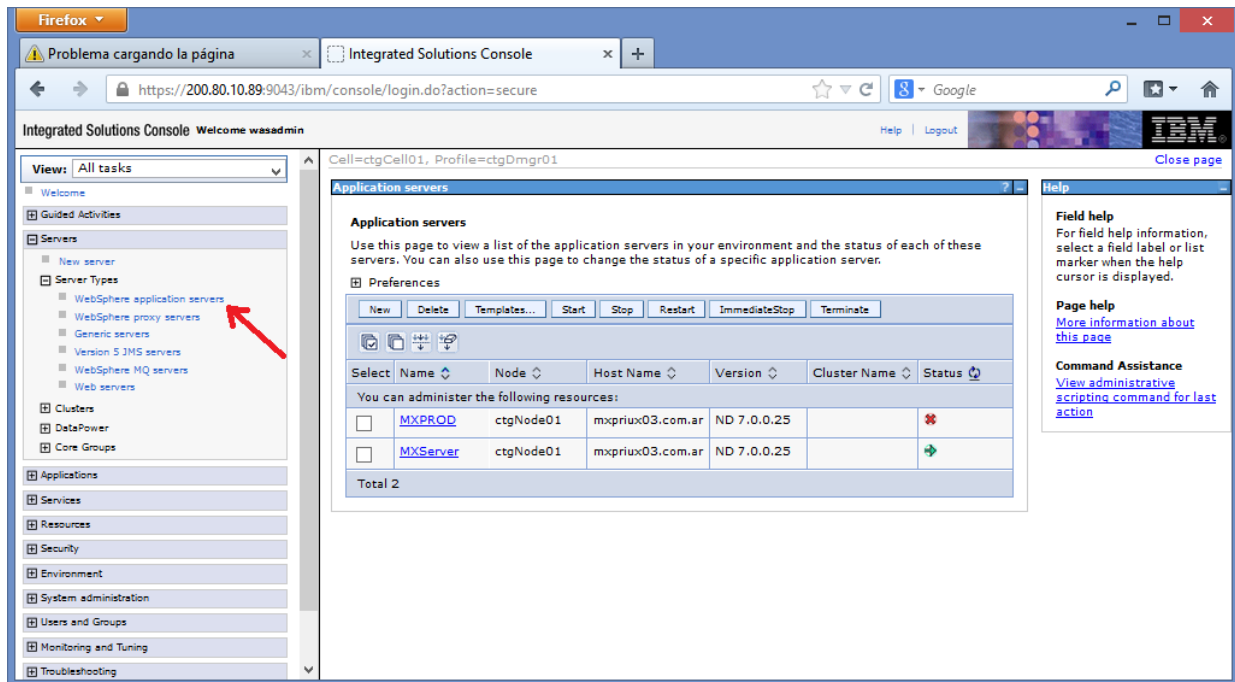 Firefox
Problema cargando la página
Integrated Solutions Console
https://200.80.10.89:9043/ibm/console/login.do?action=secure
Google
Integrated Solutions Console Welcome wasadmin
Help | Logout
IBM
View: All tasks
Welcome
Guided Activities
Servers
New server
Server Types
WebSphere application servers
WebSphere proxy servers
Generic servers
Version 5 JMS servers
WebSphere MQ servers
Web servers
Clusters
DataPower
Core Groups
Applications
Services
Resources
Security
Environment
System administration
Users and Groups
Monitoring and Tuning
Troubleshooting
Cell=ctgCell01, Profile=ctgDmgr01
Close page
Application servers
Application servers
Use this page to view a list of the application servers in your environment and the status of each of these
servers. You can also use this page to change the status of a specific application server.
Preferences
New Delete Templates... Start Stop Restart ImmediateStop Terminate
Select Name Node Host Name Version Cluster Name Status
You can administer the following resources:
MXPROD ctgNode01 mxpriux03.com.ar ND 7.0.0.25
MXServer ctgNode01 mxpriux03.com.ar ND 7.0.0.25
Total 2
Help
Field help
For field help information,
select a field label or list
marker when the help
cursor is displayed.
Page help
More information about
this page
Command Assistance
View administrative
scripting command for last
action